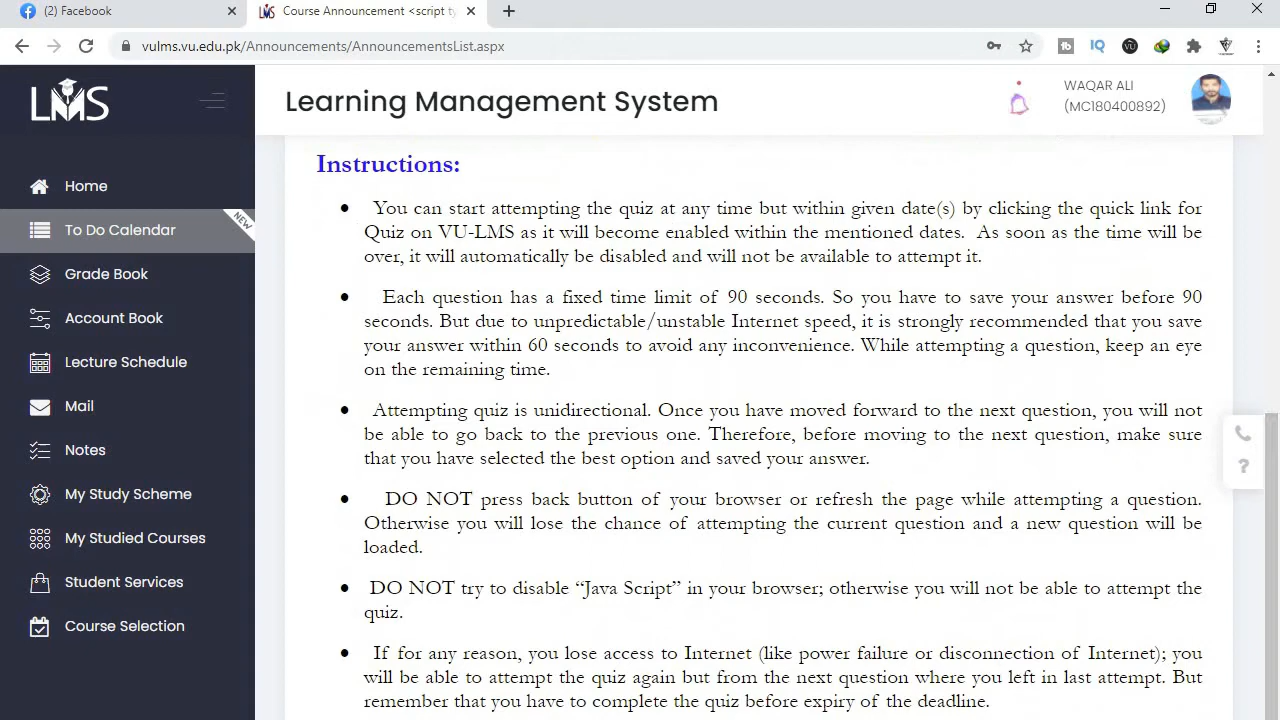 (2) Facebook
Course Announcement <script ty
vulms.vu.edu.pk/Announcements/AnnouncementsList.aspx
LMS
Learning Management System
WAQAR ALI
(MC180400892)
Home
To Do Calendar
NEW
Grade Book
Account Book
Lecture Schedule
Mail
Notes
My Study Scheme
My Studied Courses
Student Services
Course Selection
Instructions:
You can start attempting the quiz at any time but within given date(s) by clicking the quick link for
Quiz on VU-LMS as it will become enabled within the mentioned dates. As soon as the time will be
over, it will automatically be disabled and will not be available to attempt it.
Each question has a fixed time limit of 90 seconds. So you have to save your answer before 90
seconds. But due to unpredictable/unstable Internet speed, it is strongly recommended that you save
your answer within 60 seconds to avoid any inconvenience. While attempting a question, keep an eye
on the remaining time.
Attempting quiz is unidirectional. Once you have moved forward to the next question, you will not
be able to go back to the previous one. Therefore, before moving to the next question, make sure
that you have selected the best option and saved your answer.
DO NOT press back button of your browser or refresh the page while attempting a question.
Otherwise you will lose the chance of attempting the current question and a new question will be
loaded.
DO NOT try to disable “Java Script” in your browser; otherwise you will not be able to attempt the
quiz.
If for any reason, you lose access to Internet (like power failure or disconnection of Internet); you
will be able to attempt the quiz again but from the next question where you left in last attempt. But
remember that you have to complete the quiz before expiry of the deadline.